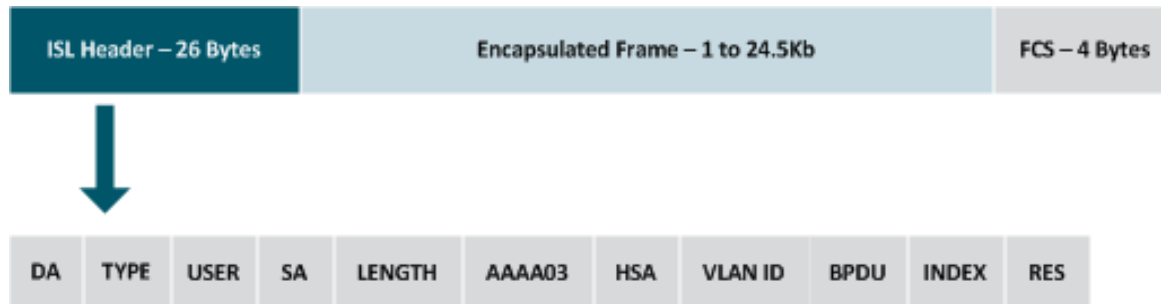 ISL Header – 26 Bytes Encapsulated Frame – 1 to 24.5Kb FCS – 4 Bytes
DA TYPE USER SA LENGTH AAAA03 HSA VLAN ID BPDU INDEX RES